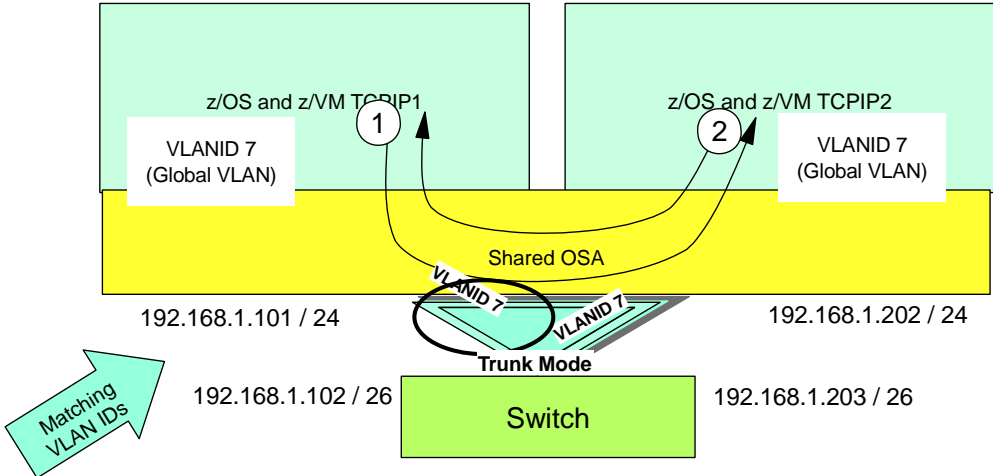 z/OS and z/VM TCPIP1
1
VLANID 7
(Global VLAN)
z/OS and z/VM TCPIP2
2
VLANID 7
(Global VLAN)
Shared OSA
VLANID 7
VLANID 7
192.168.1.101 / 24
192.168.1.202 / 24
Trunk Mode
192.168.1.102 / 26
192.168.1.203 / 26
Switch
Matching
VLAN IDs